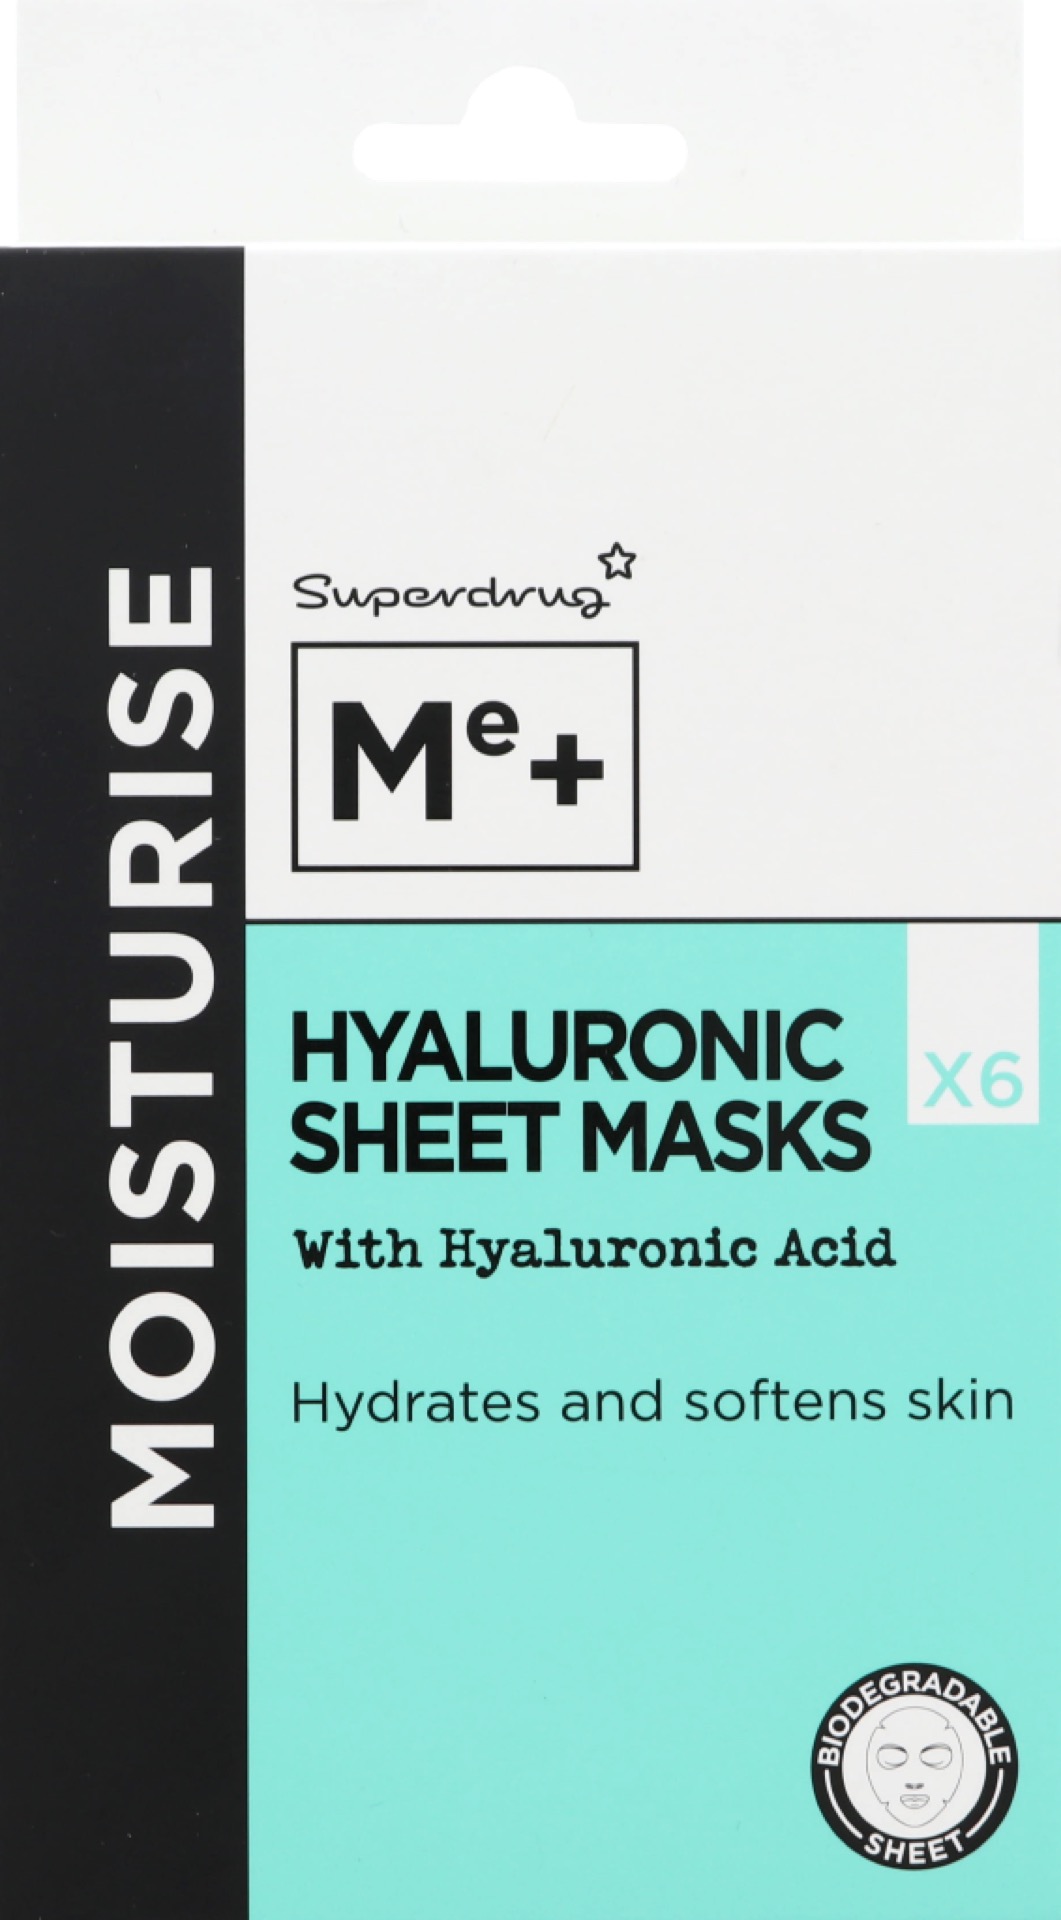 MOISTURISE
Superdrug
Me+
HYALURONIC
SHEET MASKS
X6
With Hyaluronic Acid
Hydrates and softens skin
BIODEGRADABLE
SHEET